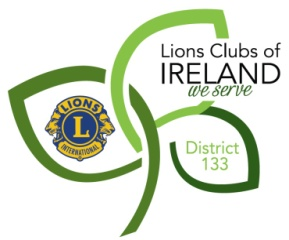 Lions Clubs of
IRELAND
we serve
LIONS
L
INTERNATIONAL
District
133